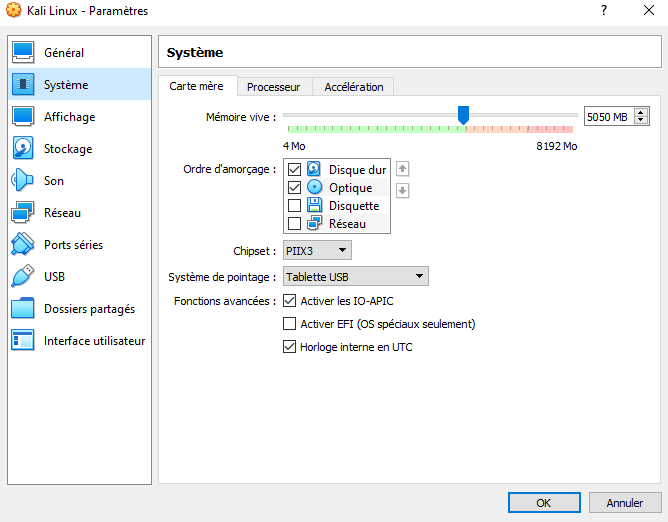 Kali Linux - Paramètres
?
Général
Système
Affichage
Stockage
Son
Réseau
Ports séries
USB
Dossiers partagés
Interface utilisateur
Système
Carte mère Processeur Accélération
Mémoire vive : 5050 MB
4 Mo 8192 Mo
Ordre d'amorçage : Disque dur
Optique
Disquette
Réseau
Chipset : PIIX3
Système de pointage : Tablette USB
Fonctions avancées : Activer les IO-APIC
Activer EFI (OS spéciaux seulement)
Horloge interne en UTC
OK Annuler